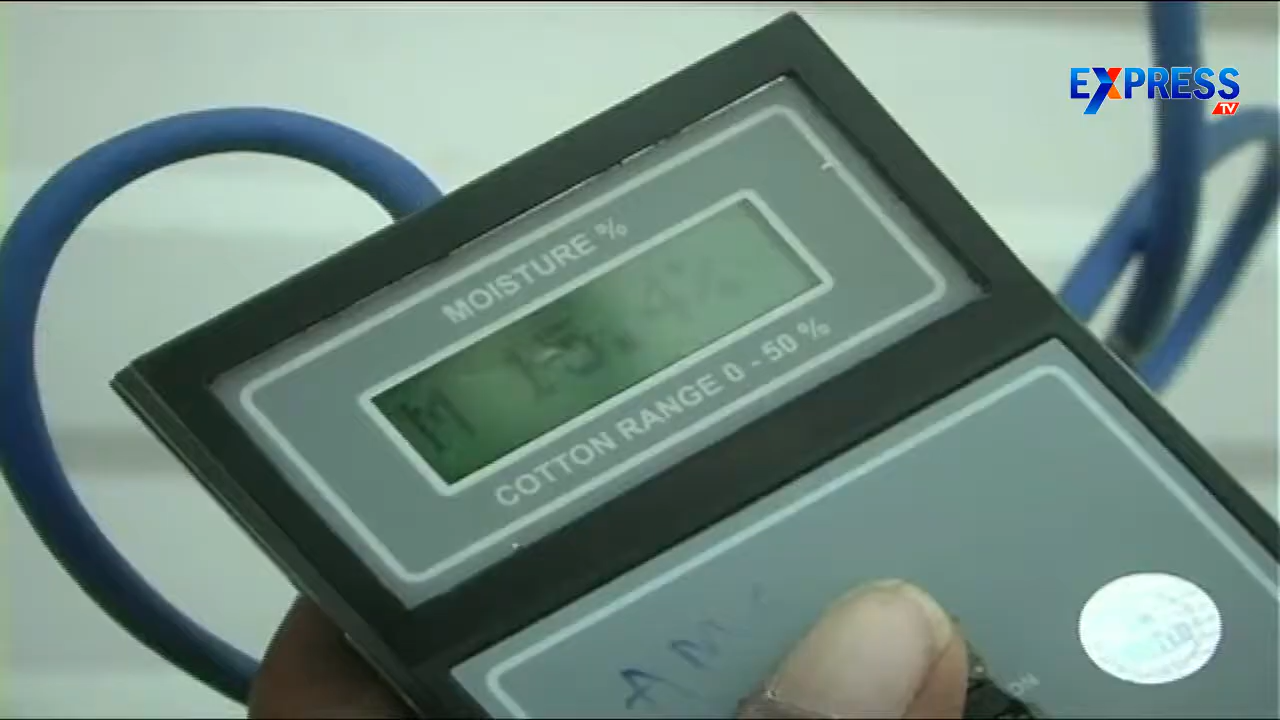 EXPRESS
TV
MOISTURE %
M 15.4%
COTTON RANGE 0 - 50 %